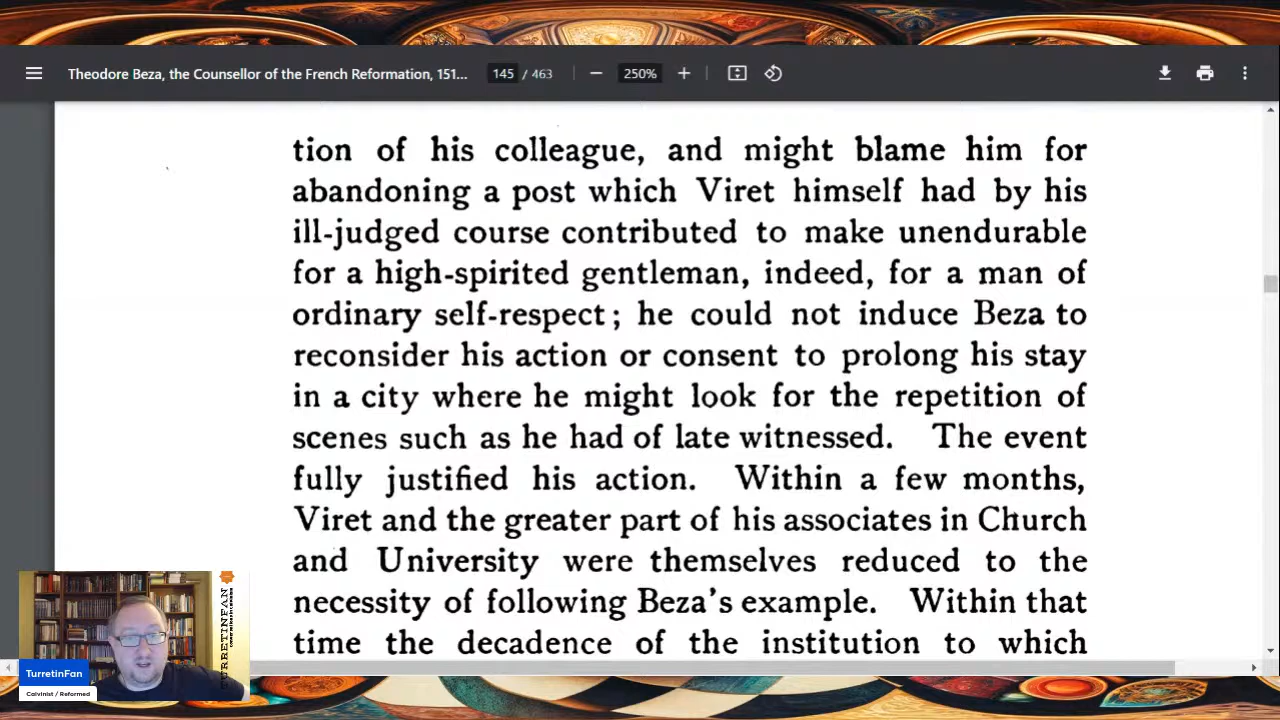 Theodore Beza, the Counsellor of the French Reformation, 151... 145 / 463 250%
tion of his colleague, and might blame him for
abandoning a post which Viret himself had by his
ill-judged course contributed to make unendurable
for a high-spirited gentleman, indeed, for a man of
ordinary self-respect; he could not induce Beza to
reconsider his action or consent to prolong his stay
in a city where he might look for the repetition of
scenes such as he had of late witnessed. The event
fully justified his action. Within a few months,
Viret and the greater part of his associates in Church
and University were themselves reduced to the
necessity of following Beza's example. Within that
time the decadence of the institution to which
TURRETINFAN
TurretinFan
Calvinist / Reformed